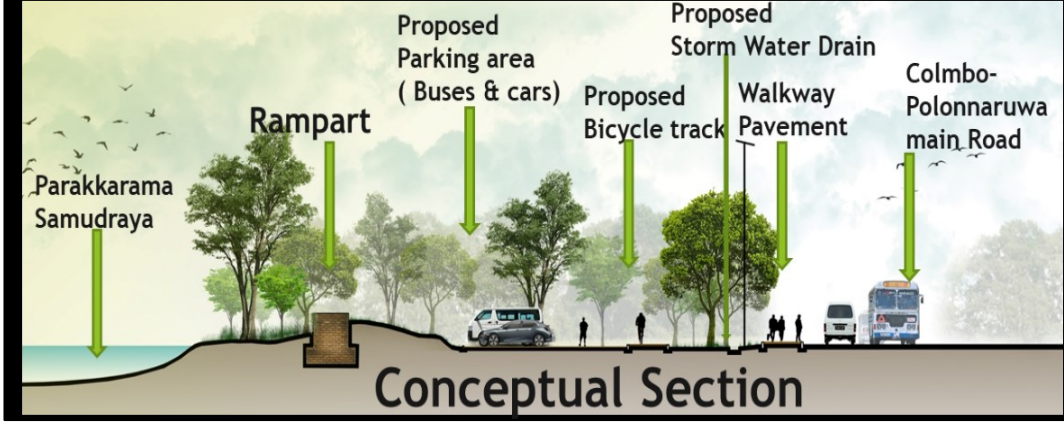 Parakkarama
Samudraya
Rampart
Proposed
Parking area
( Buses & cars)
Proposed
Bicycle track
Proposed
Storm Water Drain
Walkway
Pavement
Colmbo-
Polonnaruwa
main Road
Conceptual Section